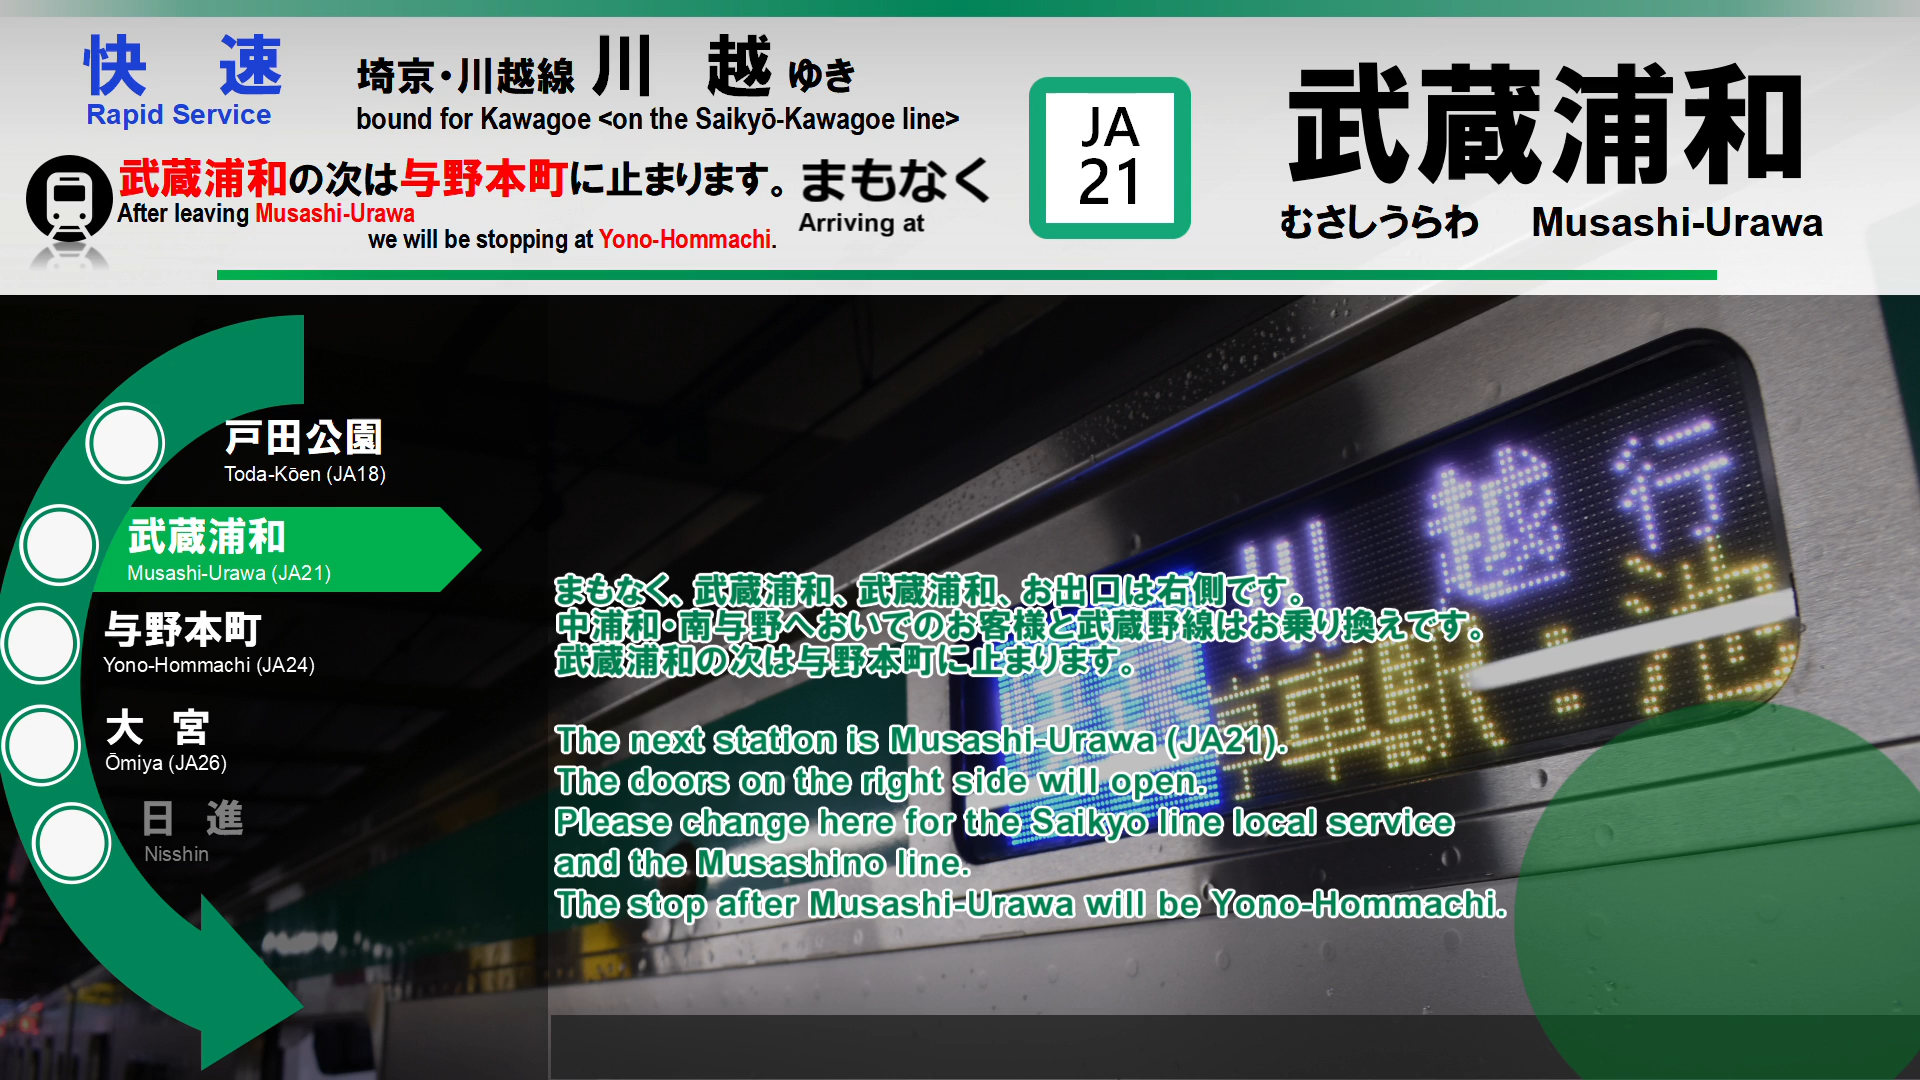 快速
Rapid Service
埼京・川越線 川越 ゆき
bound for Kawagoe <on the Saikyō-Kawagoe line>
武蔵浦和の次は与野本町に止まります。
After leaving Musashi-Urawa
we will be stopping at Yono-Hommachi.
まもなく
Arriving at
JA
21
武蔵浦和
むさしうらわ Musashi-Urawa
戸田公園
Toda-Kōen (JA18)
武蔵浦和
Musashi-Urawa (JA21)
与野本町
Yono-Hommachi (JA24)
大宮
Ōmiya (JA26)
日進
Nisshin
川越行
まもなく、武蔵浦和、武蔵浦和、お出口は右側です。
中浦和・南与野へおいでのお客様と武蔵野線はお乗り換えです。
武蔵浦和の次は与野本町に止まります。
The next station is Musashi-Urawa (JA21).
The doors on the right side will open.
Please change here for the Saikyo line local service
and the Musashino line.
The stop after Musashi-Urawa will be Yono-Hommachi.